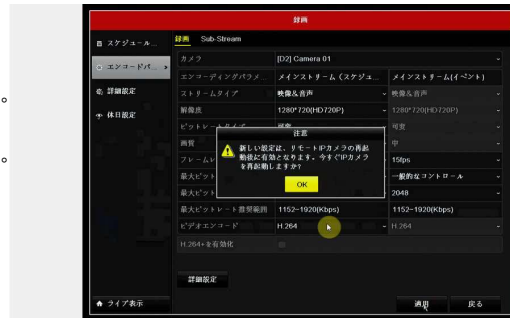 録画
スケジュール...
録画 Sub-Stream
エンコードパ...
カメラ [D2] Camera 01
エンコーディングパラメ... メインストリーム (スケジュ... メインストリーム(イベント)
ストリームタイプ 映像&音声 映像&音声
詳細設定
解像度 1280*720(HD720P) 1280*720(HD720P)
休日設定
可変 可変
注意
画質 中
新しい設定は、リモートIPカメラの再起
動後に有効となります。今すぐIPカメラ
を再起動しますか?
フレームレ 15fps
最大ビット 一般的なコントロール
OK
最大ビット 2048
最大ビットレート推奨範囲 1152~1920(Kbps) 1152~1920(Kbps)
ビデオエンコード H.264 H.264
H.264+を有効化
詳細設定
ライブ表示 適用 戻る